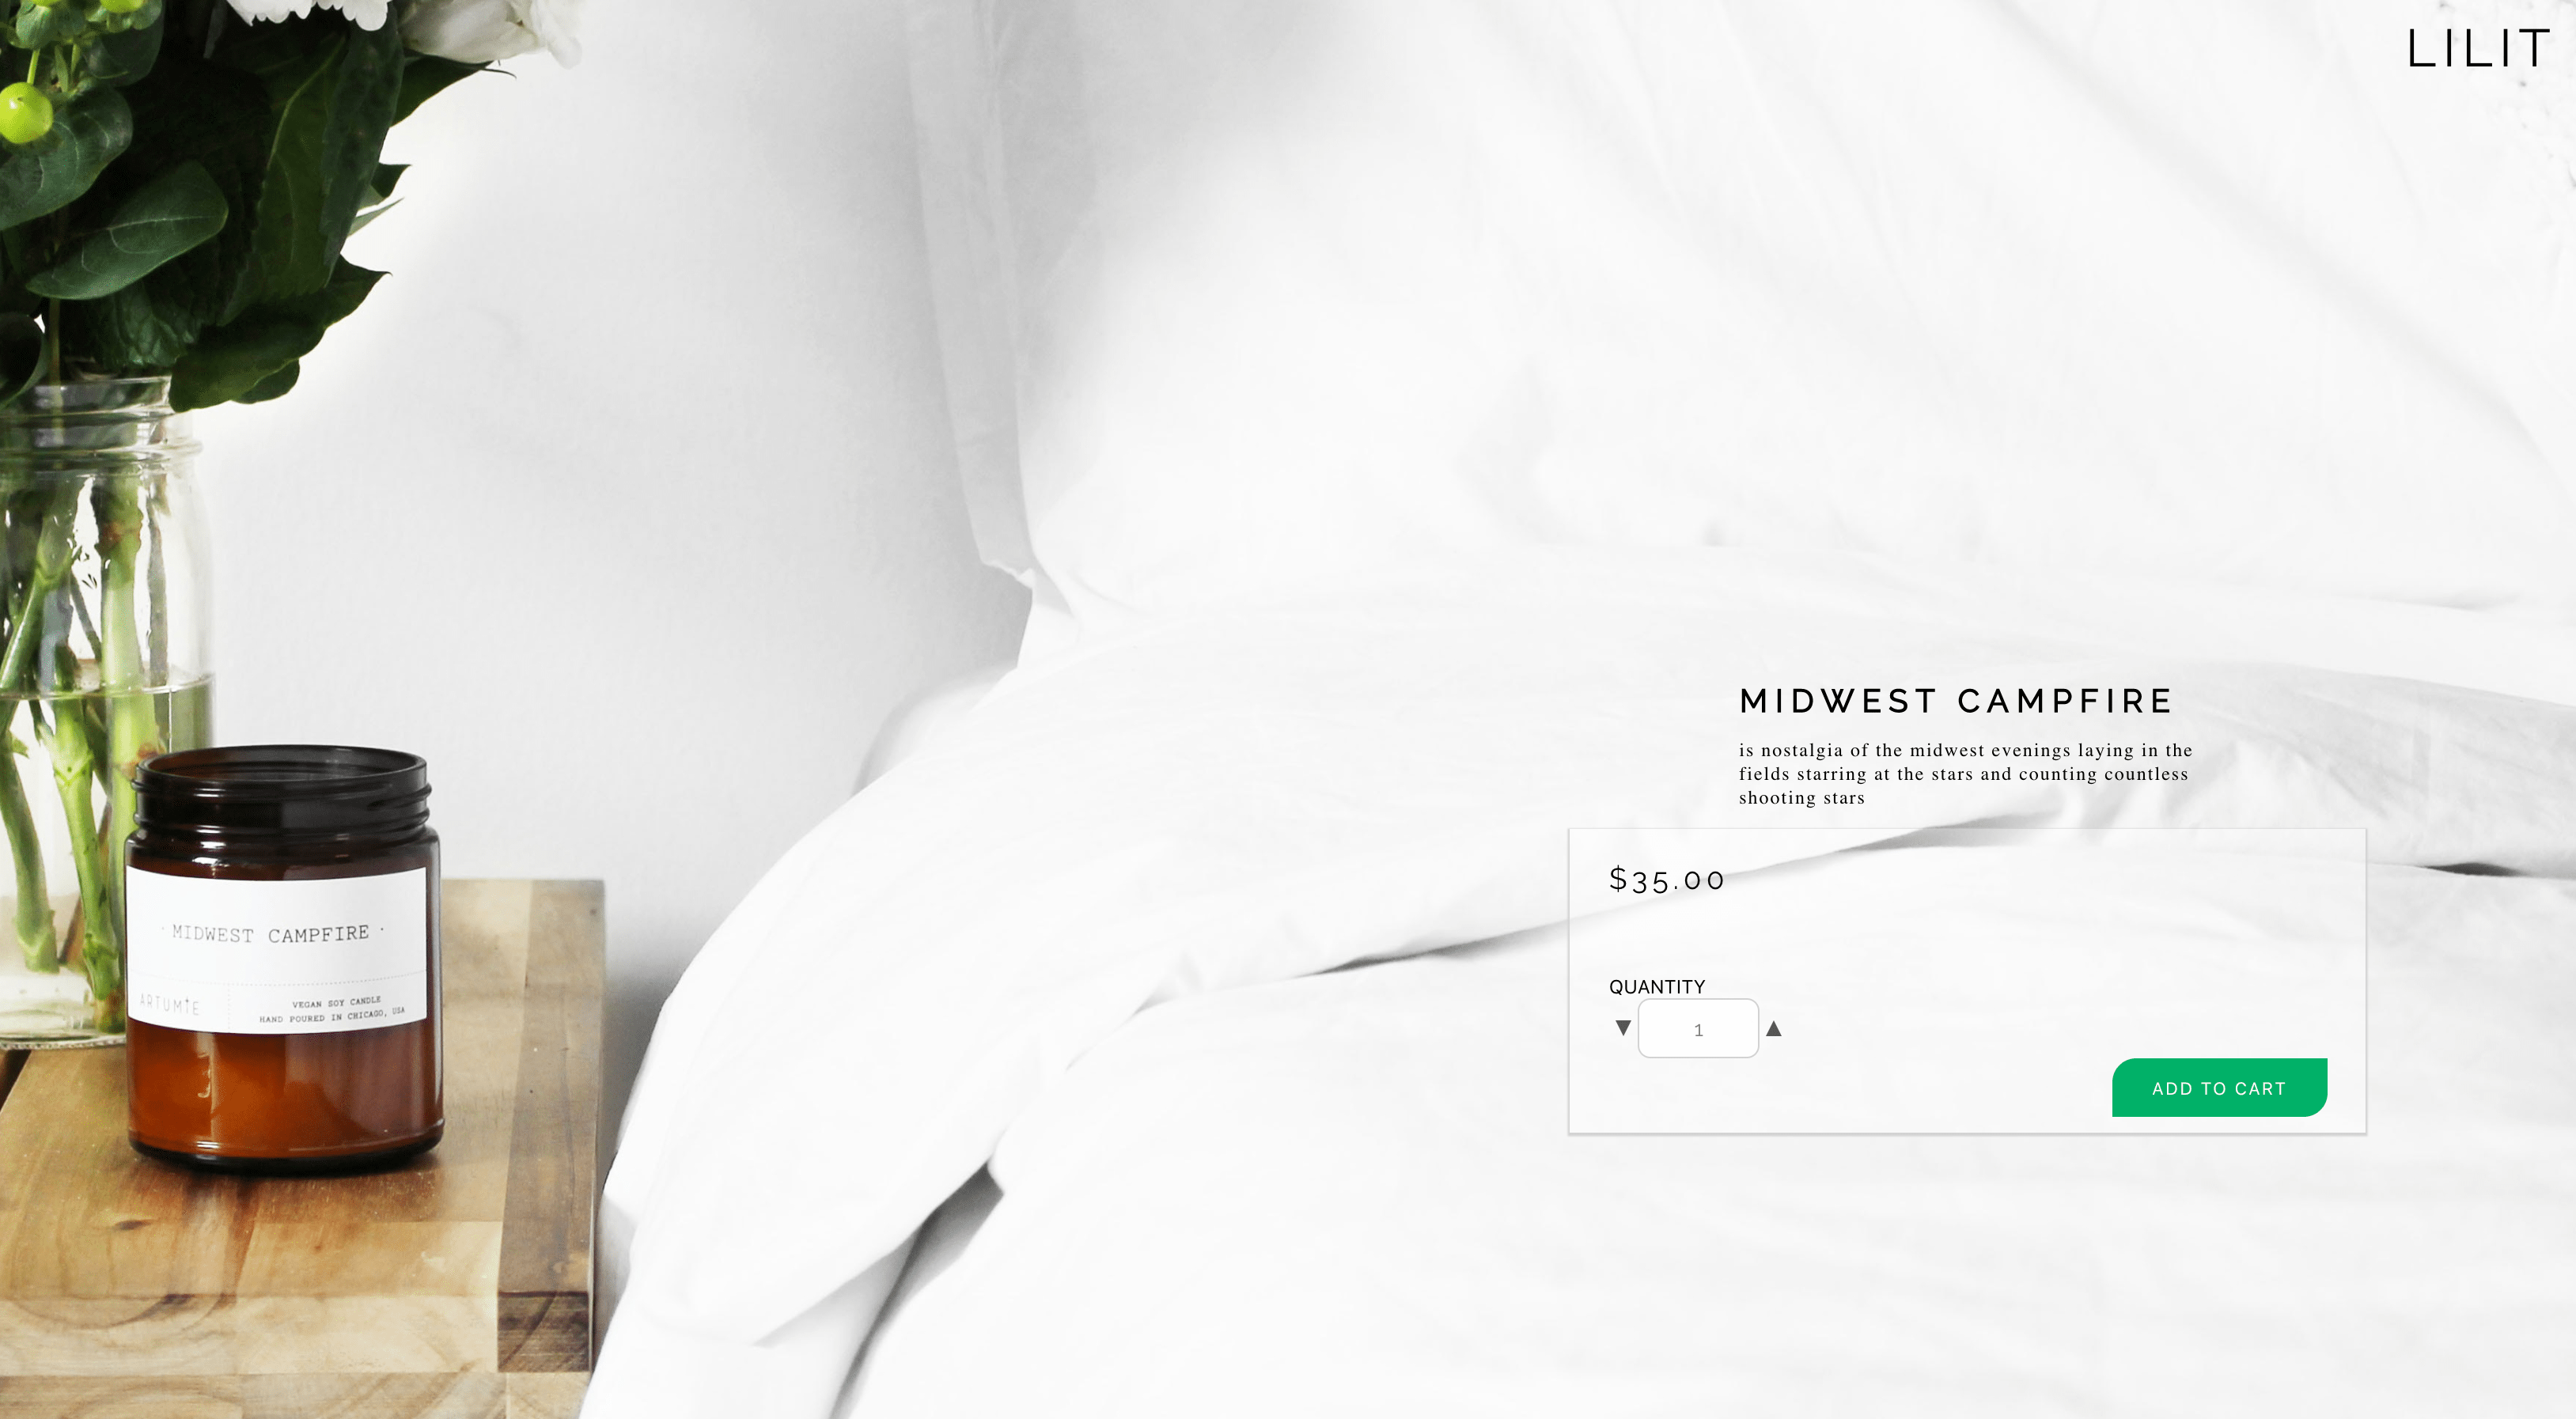 LILIT
MIDWEST CAMPFIRE
is nostalgia of the midwest evenings laying in the
fields starring at the stars and counting countless
shooting stars
$35.00
QUANTITY
▼ 1 ▲
ADD TO CART
· MIDWEST CAMPFIRE ·
ARTUMIE
VEGAN SOY CANDLE
HAND POURED IN CHICAGO, USA